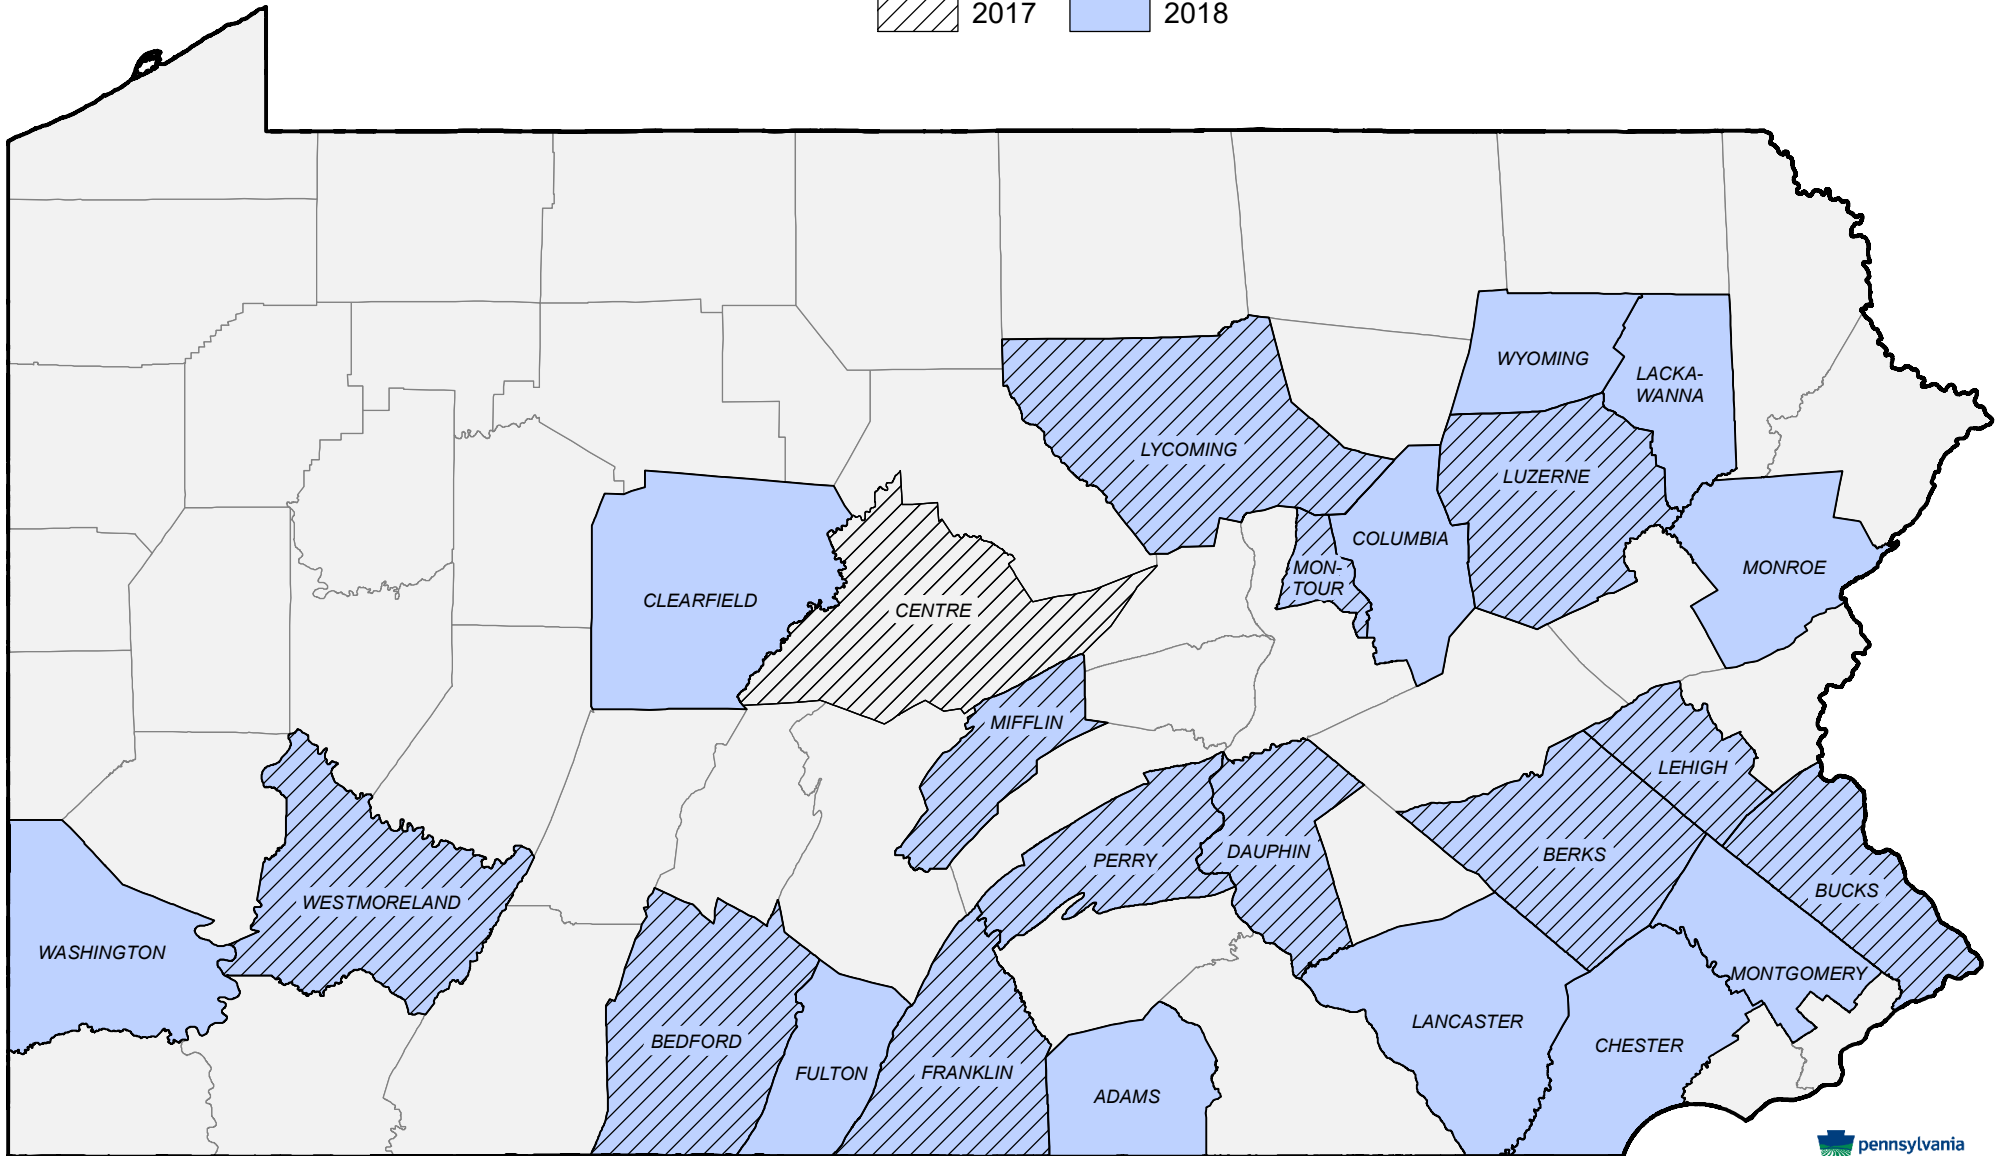 2017 2018
WYOMING
LACKA-
WANNA
LYCOMING
LUZERNE
COLUMBIA
MON-
TOUR
MONROE
CLEARFIELD
CENTRE
MIFFLIN
LEHIGH
PERRY
DAUPHIN
BERKS
BUCKS
WESTMORELAND
WASHINGTON
MONTGOMERY
LANCASTER
BEDFORD
CHESTER
FULTON
FRANKLIN
ADAMS
pennsylvania